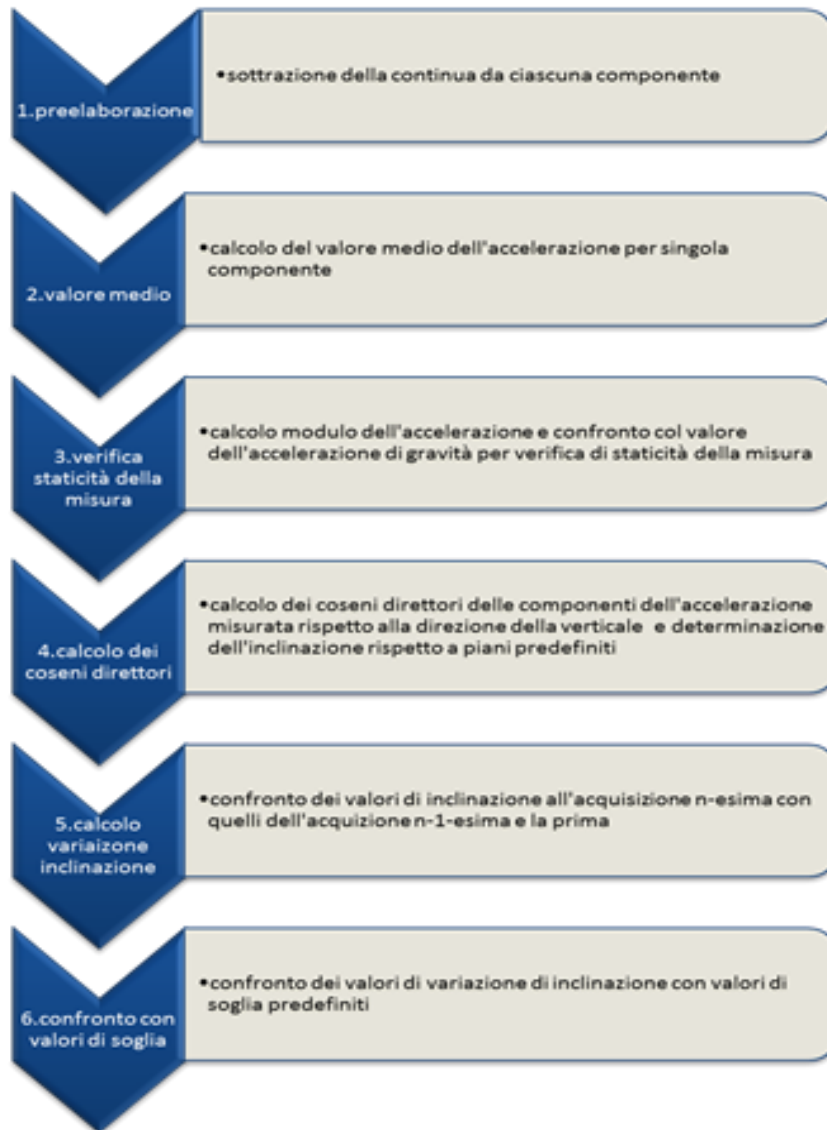 1.preelaborazione
•sottrazione della continua da ciascuna componente
2.valore medio
•calcolo del valore medio dell'accelerazione per singola
componente
3.verifica
staticità della
misura
•calcolo modulo dell'accelerazione e confronto col valore
dell'accelerazione di gravità per verifica di staticità della misura
4.calcolo dei
coseni direttori
•calcolo dei coseni direttori delle componenti dell'accelerazione
misurata rispetto alla direzione della verticale e determinazione
dell'inclinazione rispetto a piani predefiniti
5.calcolo
variaizone
inclinazione
•confronto dei valori di inclinazione all'acquisizione n-esima con
quelli dell'acquizione n-1-esima e la prima
6.confronto con
valori di soglia
•confronto dei valori di variazione di inclinazione con valori di
soglia predefiniti